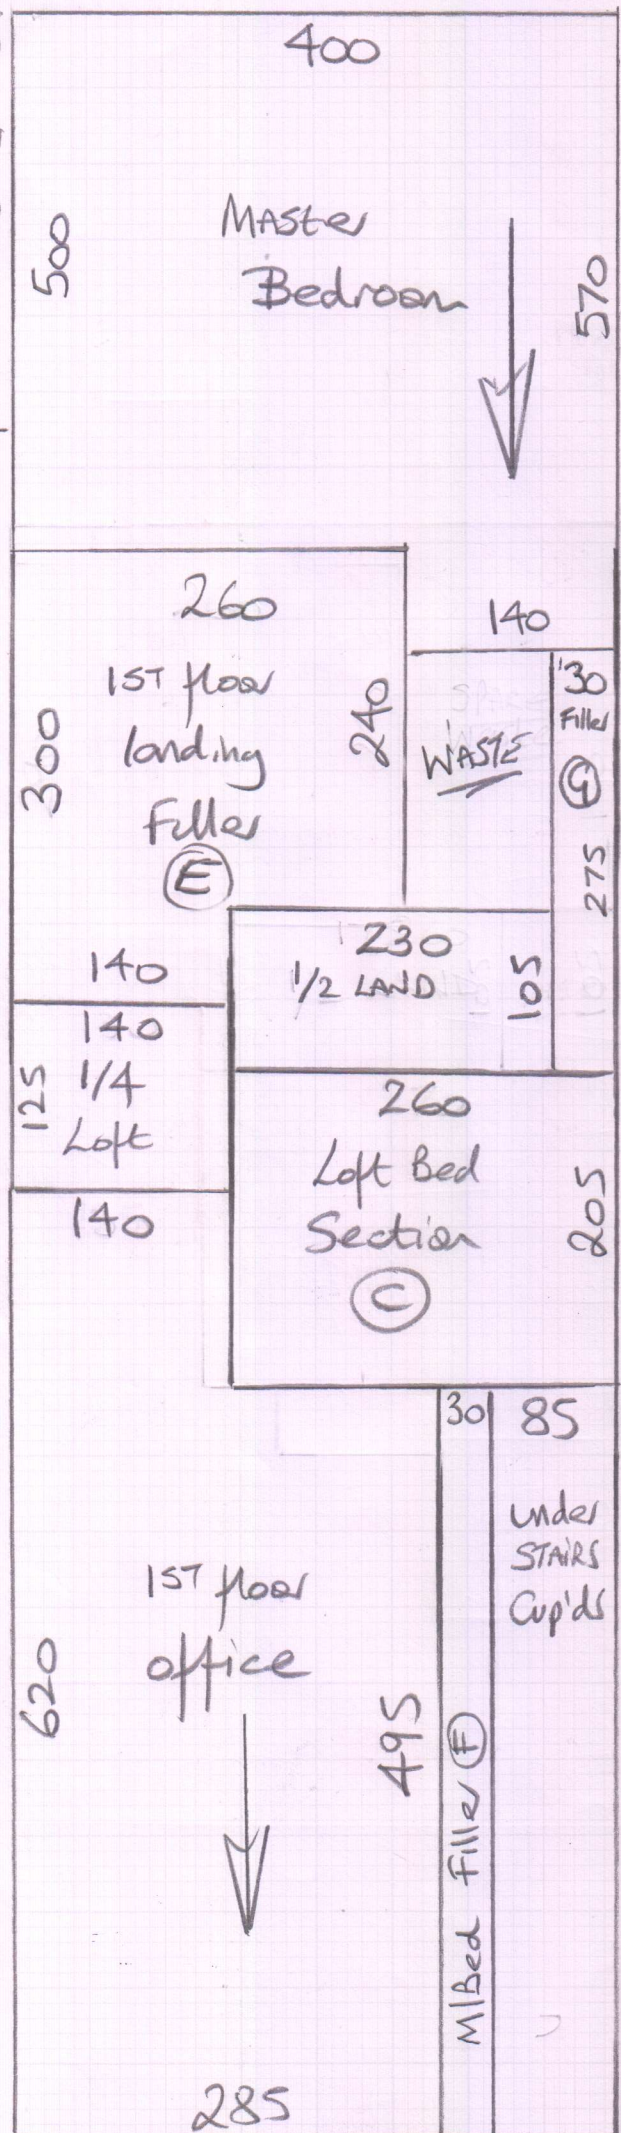 400
500
Master
Bedroom
570
260
1ST floor
landing
Filler
E
300
240
140
WASTE
30
Filler
G
275
140
230
1/2 LAND
105
140
1/4
Loft
125
140
260
Loft Bed
Section
C
205
30
85
Under
STAIRS
Cup'ds
1ST floor
office
620
495
M/Bed Filler F
285